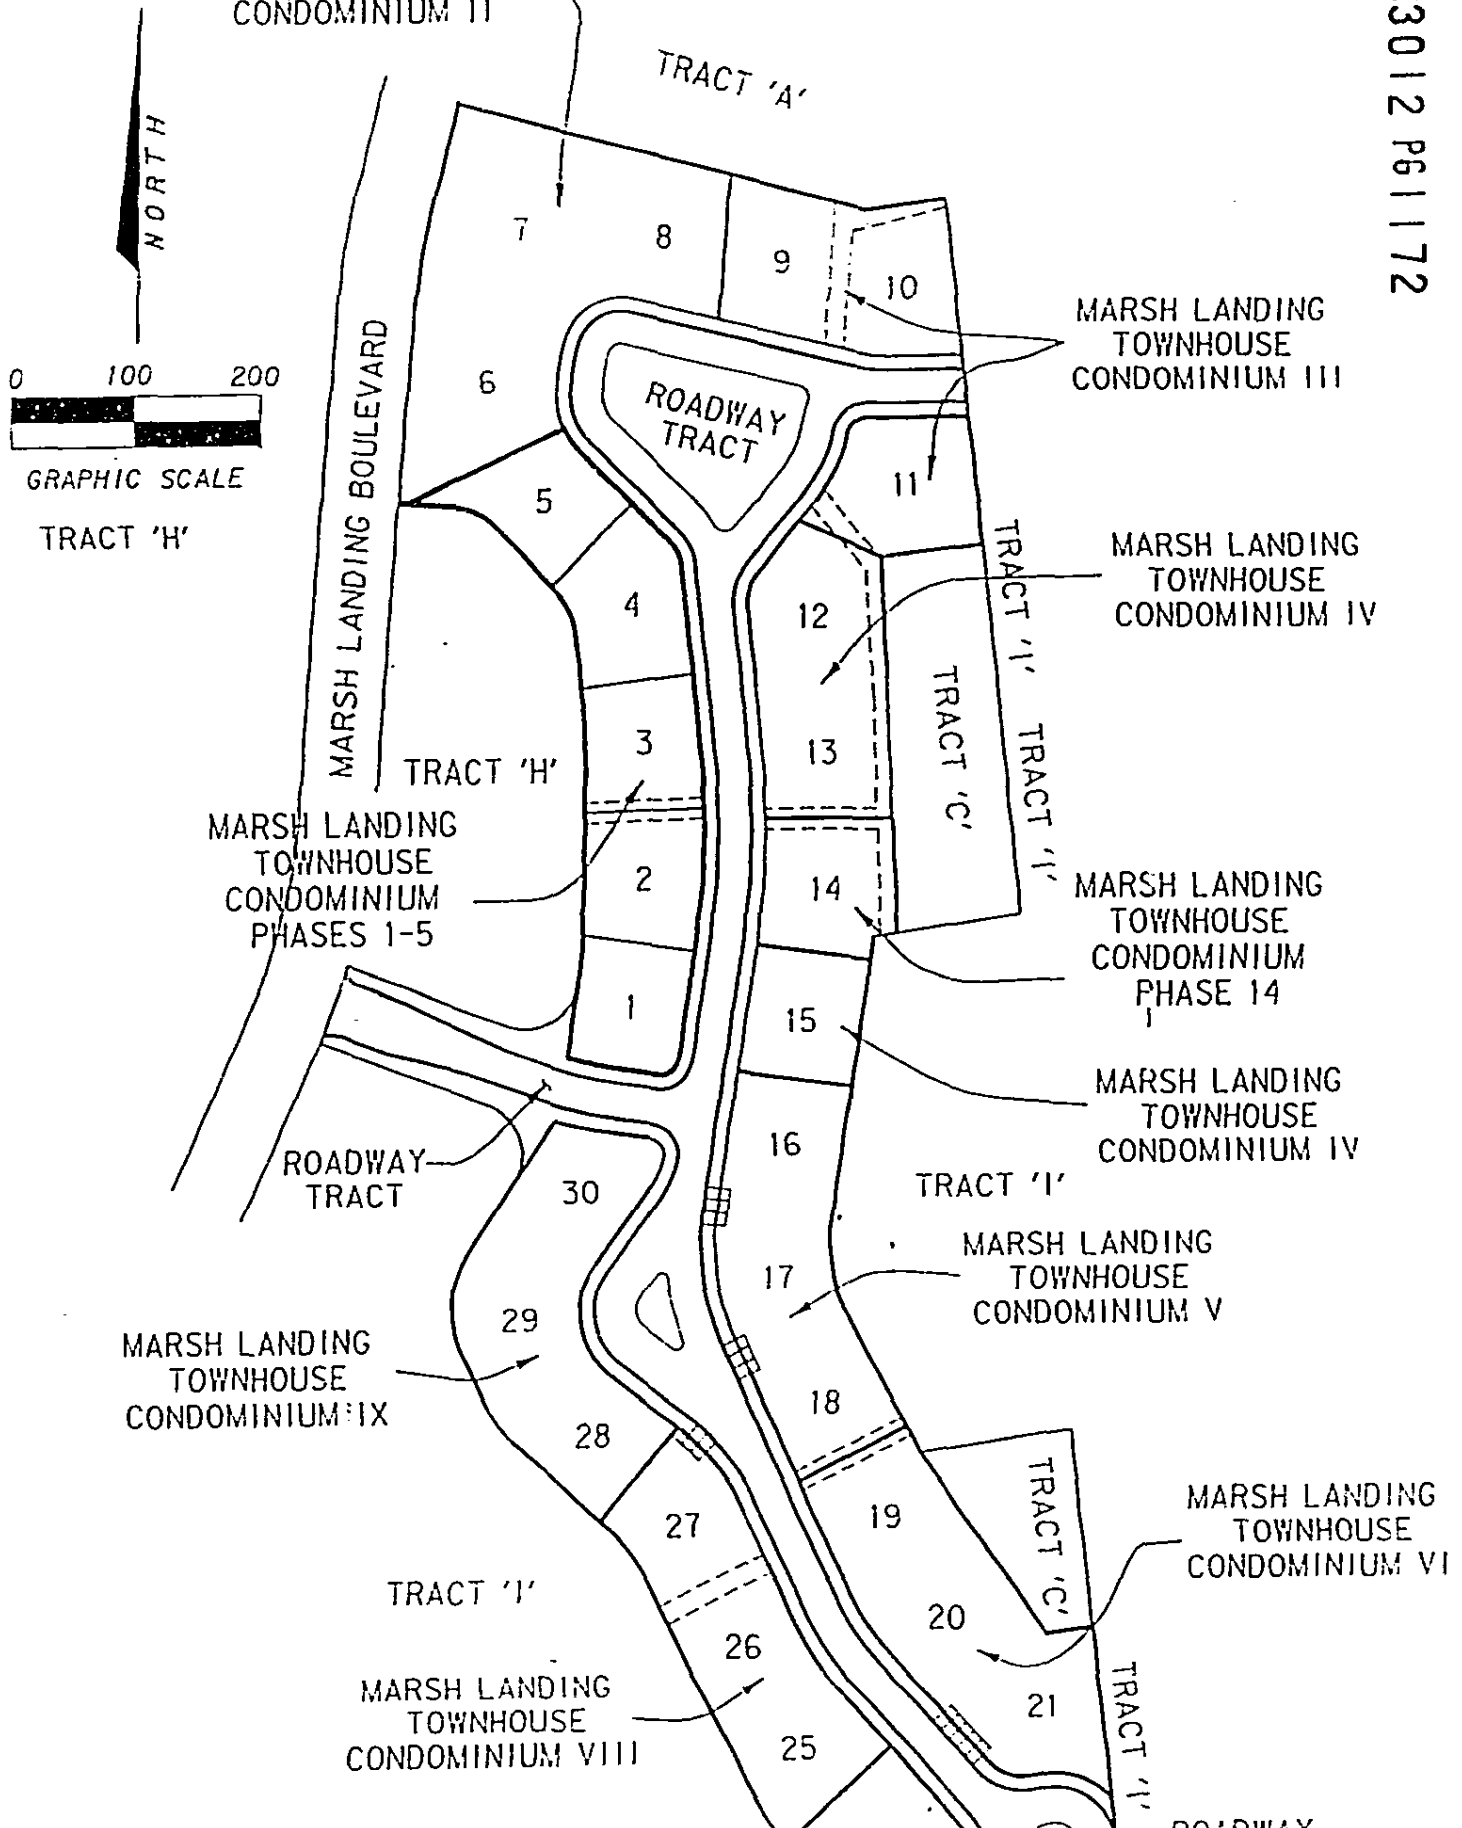 CONDOMINIUM II
3012 PG1172
TRACT 'A'
NORTH
7
8
9
10
MARSH LANDING
TOWNHOUSE
CONDOMINIUM III
0 100 200
GRAPHIC SCALE
TRACT 'H'
MARSH LANDING BOULEVARD
6
ROADWAY
TRACT
5
11
TRACT 'I'
MARSH LANDING
TOWNHOUSE
CONDOMINIUM IV
4
12
TRACT 'C'
3
13
TRACT 'I'
TRACT 'H'
MARSH LANDING
TOWNHOUSE
CONDOMINIUM
PHASES 1-5
2
14
MARSH LANDING
TOWNHOUSE
CONDOMINIUM
PHASE 14
1
15
MARSH LANDING
TOWNHOUSE
CONDOMINIUM IV
16
ROADWAY
TRACT
30
TRACT 'I'
17
MARSH LANDING
TOWNHOUSE
CONDOMINIUM V
29
MARSH LANDING
TOWNHOUSE
CONDOMINIUM IX
18
28
TRACT 'C'
19
27
MARSH LANDING
TOWNHOUSE
CONDOMINIUM VI
TRACT 'I'
20
26
MARSH LANDING
TOWNHOUSE
CONDOMINIUM VIII
21
TRACT 'I'
25
ROADWAY